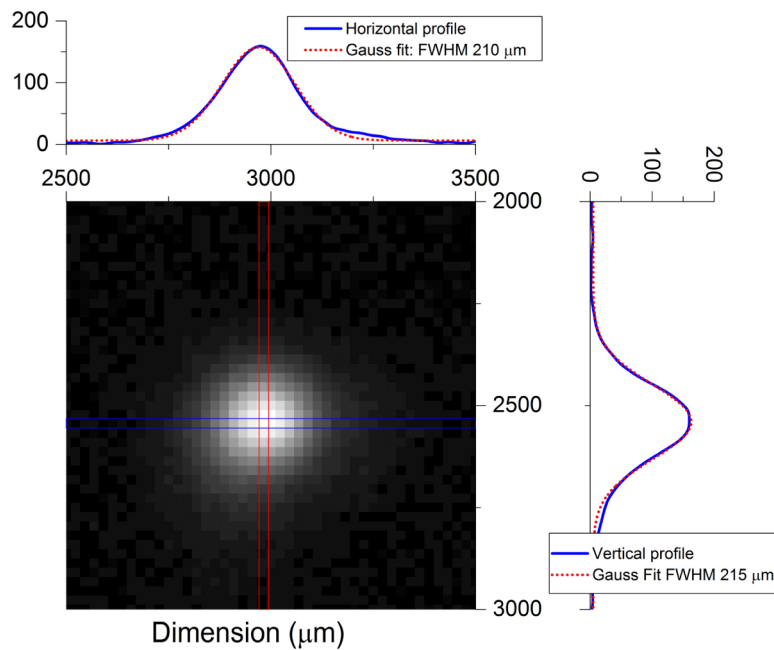 200
100
0
Horizontal profile
Gauss fit: FWHM 210 μm
2500
3000
3500
0
100
200
2000
2500
3000
Vertical profile
Gauss Fit FWHM 215 μm
Dimension (μm)